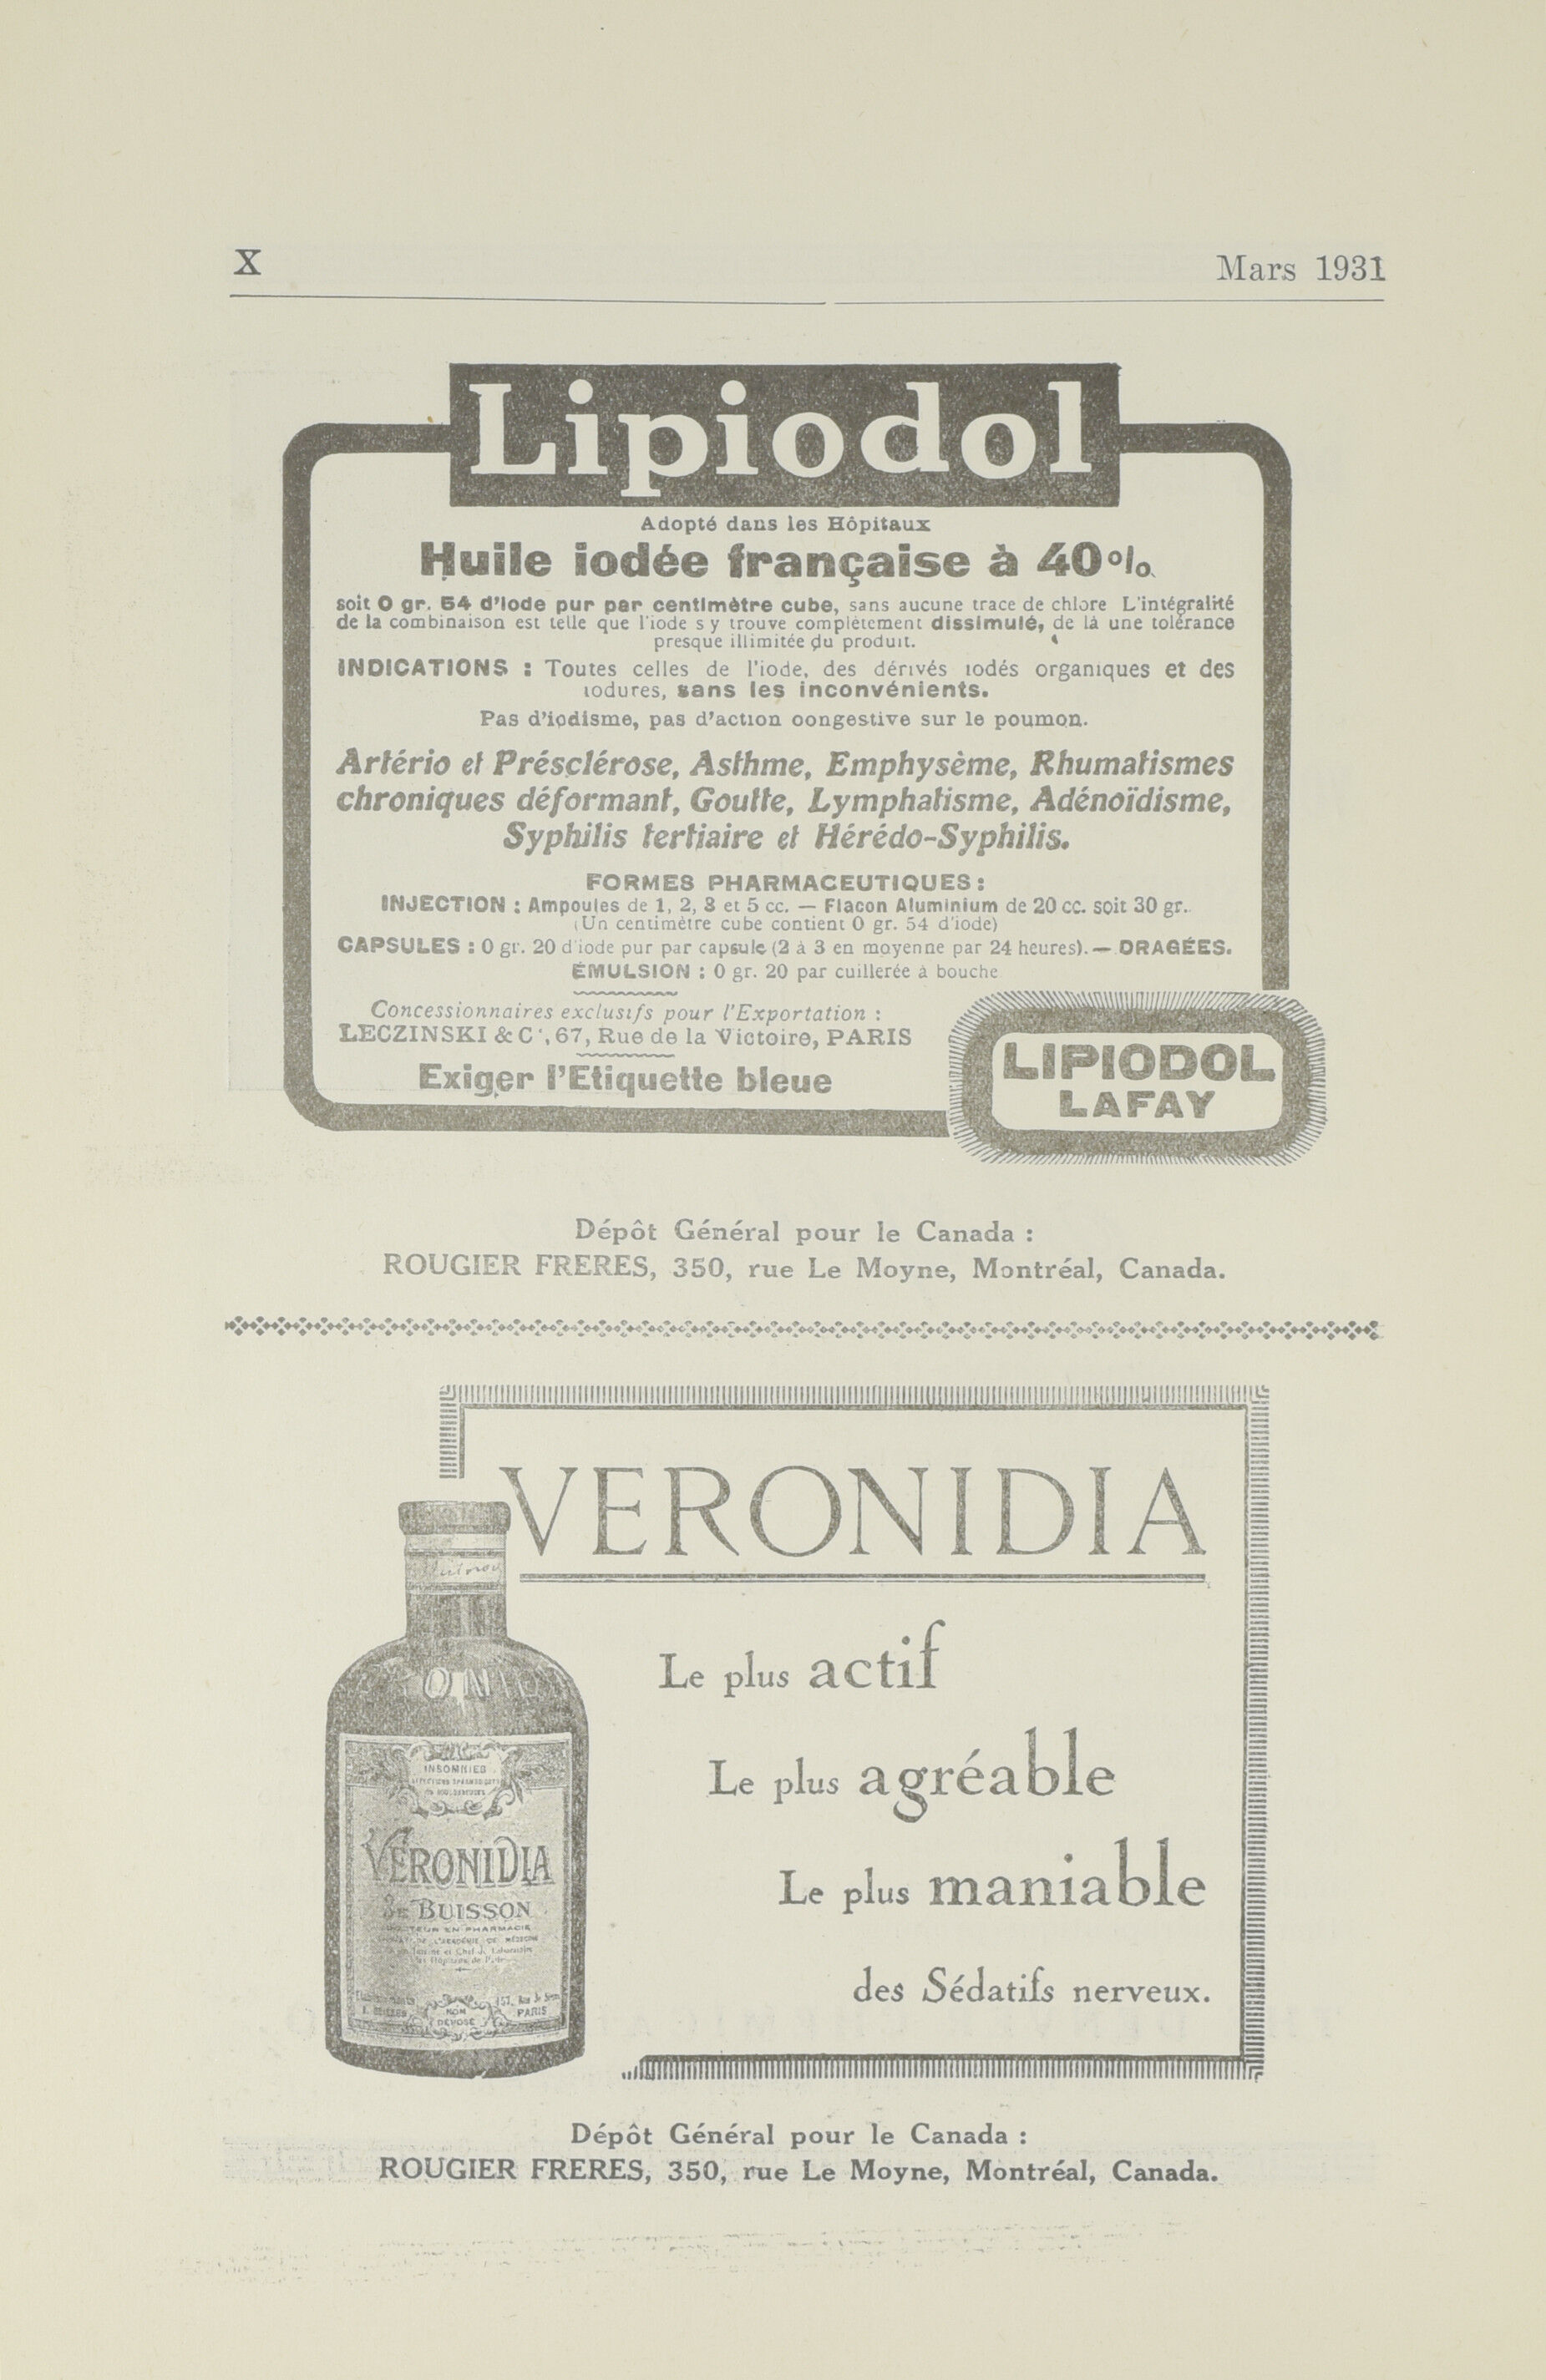 X
Mars 1931
Lipiodol
Adopté dans les Hôpitaux
Huile iodée française à 40%
soit 0 gr. 54 d'iode pur par centimètre cube, sans aucune trace de chlore L'intégralité
de la combinaison est telle que l'iode s y trouve complètement dissimulé, de là une tolérance
presque illimitée du produit.
INDICATIONS : Toutes celles de l'iode, des dérivés iodés organiques et des
iodures, sans les inconvénients.
Pas d'iodisme, pas d'action congestive sur le poumon.
Artério et Présclérose, Asthme, Emphysème, Rhumatismes
chroniques déformant, Goutte, Lymphatisme, Adénoïdisme,
Syphilis tertiaire et Hérédo-Syphilis.
FORMES PHARMACEUTIQUES :
INJECTION : Ampoules de 1, 2, 3 et 5 cc. — Flacon Aluminium de 20 cc. soit 30 gr.
(Un centimètre cube contient 0 gr. 54 d'iode)
CAPSULES : 0 gr. 20 d'iode pur par capsule (2 à 3 en moyenne par 24 heures). — DRAGÉES.
ÉMULSION : 0 gr. 20 par cuillerée à bouche
Concessionnaires exclusifs pour l'Exportation :
LECZINSKI & Cⁱ, 67, Rue de la Victoire, PARIS
Exiger l'Etiquette bleue
LIPIODOL
LAFAY
Dépôt Général pour le Canada :
ROUGIER FRERES, 350, rue Le Moyne, Montréal, Canada.
VERONIDIA
Le plus actif
Le plus agréable
Le plus maniable
des Sédatifs nerveux.
INSOMNIES
VERONIDIA
BUISSON
EN PHARMACIE
DE L'ACADÉMIE DE MÉDECINE
NOM
DEPOSÉ
PARIS
Dépôt Général pour le Canada :
ROUGIER FRERES, 350, rue Le Moyne, Montréal, Canada.